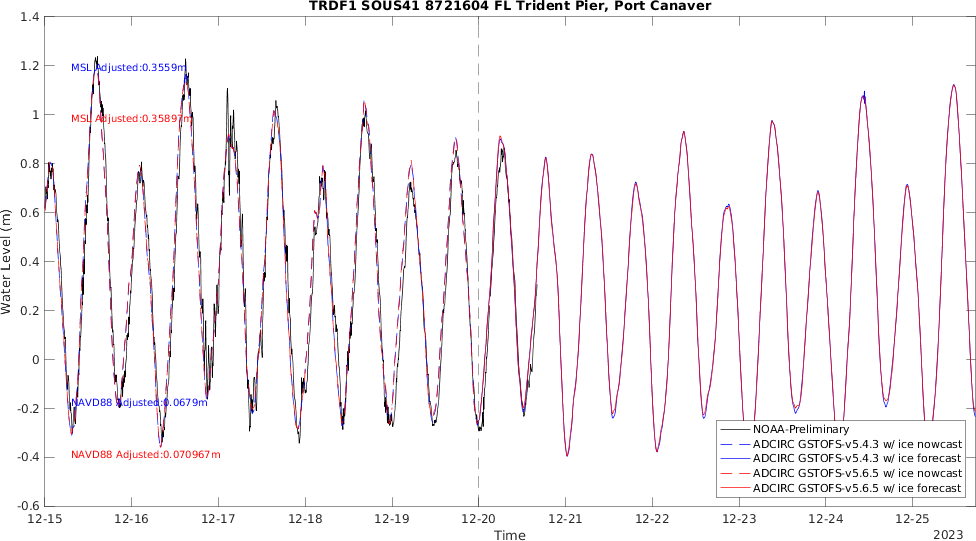 TRDF1 SOUS41 8721604 FL Trident Pier, Port Canaver
1.4
1.2
1
0.8
0.6
0.4
0.2
0
-0.2
-0.4
-0.6
Water Level (m)
MSL Adjusted:0.3559m
MSL Adjusted:0.35897m
NAVD88 Adjusted:0.0679m
NAVD88 Adjusted:0.070967m
NOAA-Preliminary
ADCIRC GSTOFS-v5.4.3 w/ ice nowcast
ADCIRC GSTOFS-v5.4.3 w/ ice forecast
ADCIRC GSTOFS-v5.6.5 w/ ice nowcast
ADCIRC GSTOFS-v5.6.5 w/ ice forecast
12-15 12-16 12-17 12-18 12-19 12-20 12-21 12-22 12-23 12-24 12-25
Time
2023